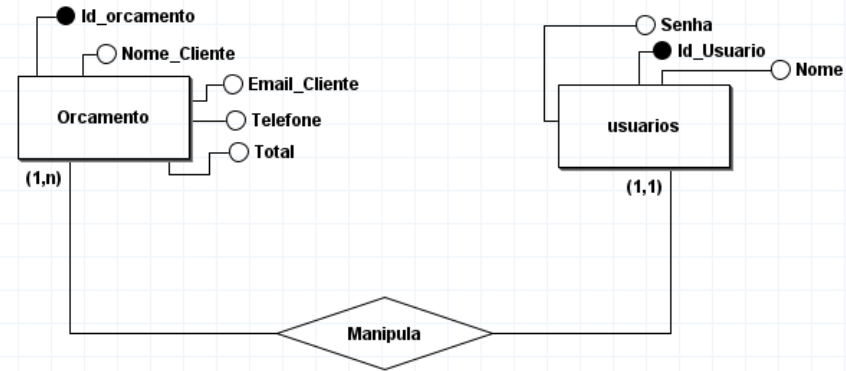 Id_orcamento
Nome_Cliente
Email_Cliente
Orcamento
Telefone
Total
(1,n)
Senha
Id_Usuario
Nome
usuarios
(1,1)
Manipula